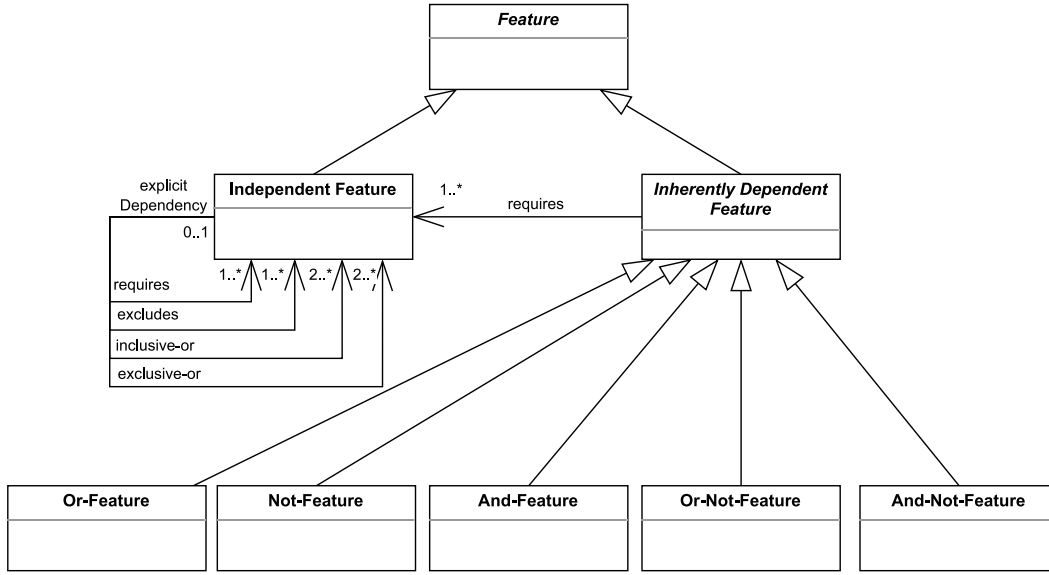 Feature
explicit
Dependency
0..1
Independent Feature
1..*
requires
Inherently Dependent
Feature
1..*
1..*
2..*
2..*
requires
excludes
inclusive-or
exclusive-or
Or-Feature
Not-Feature
And-Feature
Or-Not-Feature
And-Not-Feature